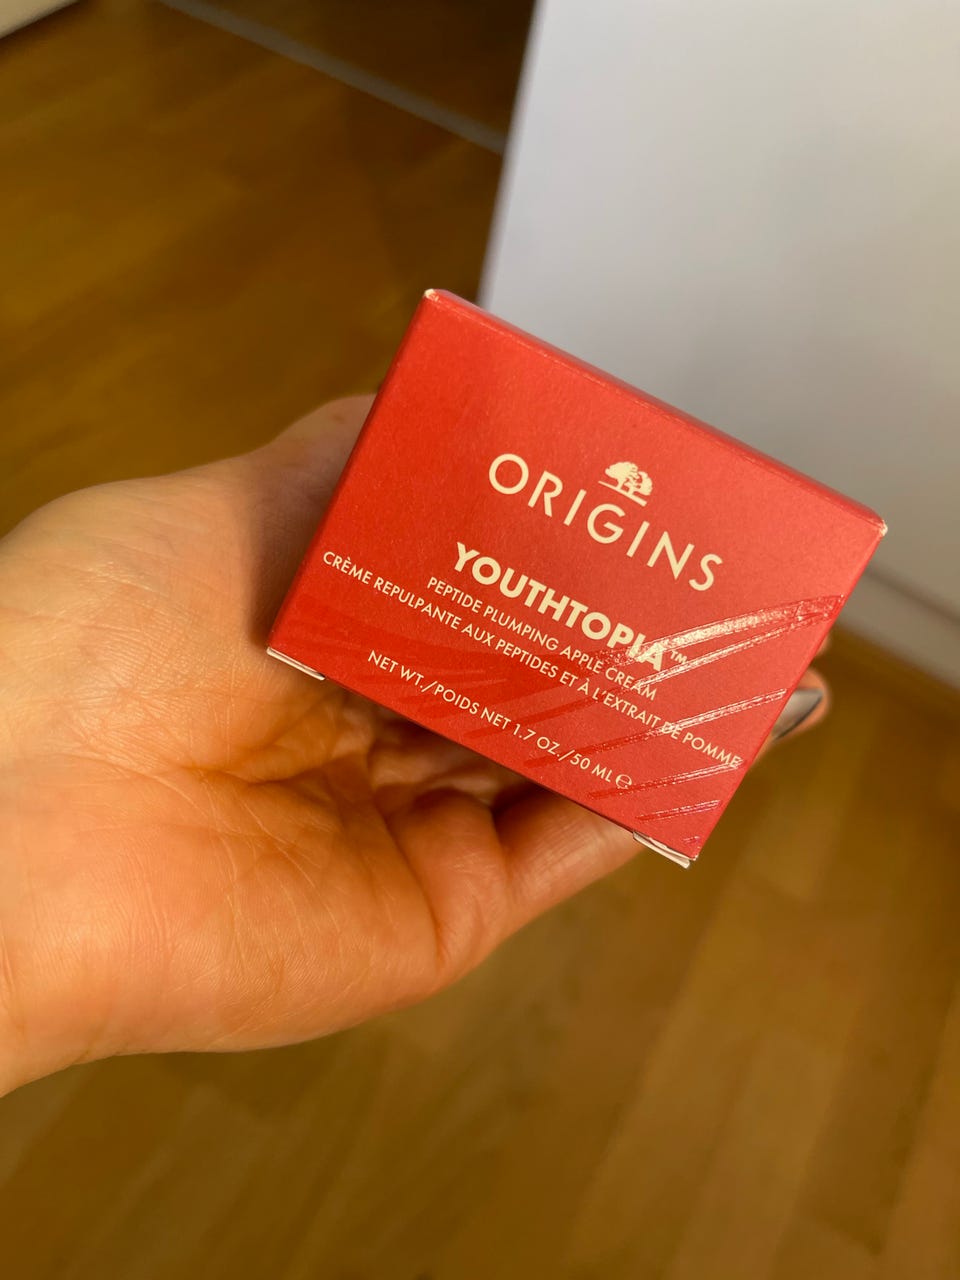 ORIGINS
YOUTHTOPIA™
PEPTIDE PLUMPING APPLE CREAM
CRÈME REPULPANTE AUX PEPTIDES ET À L'EXTRAIT DE POMME
NET WT./POIDS NET 1.7 OZ./50 ML ℮